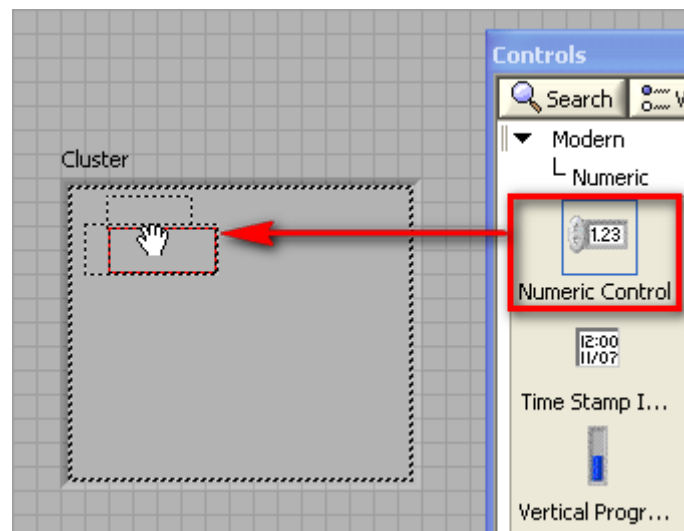 Controls
Search
V
Modern
Numeric
Cluster
1.23
Numeric Control
12:00
11/07
Time Stamp I...
Vertical Progr...